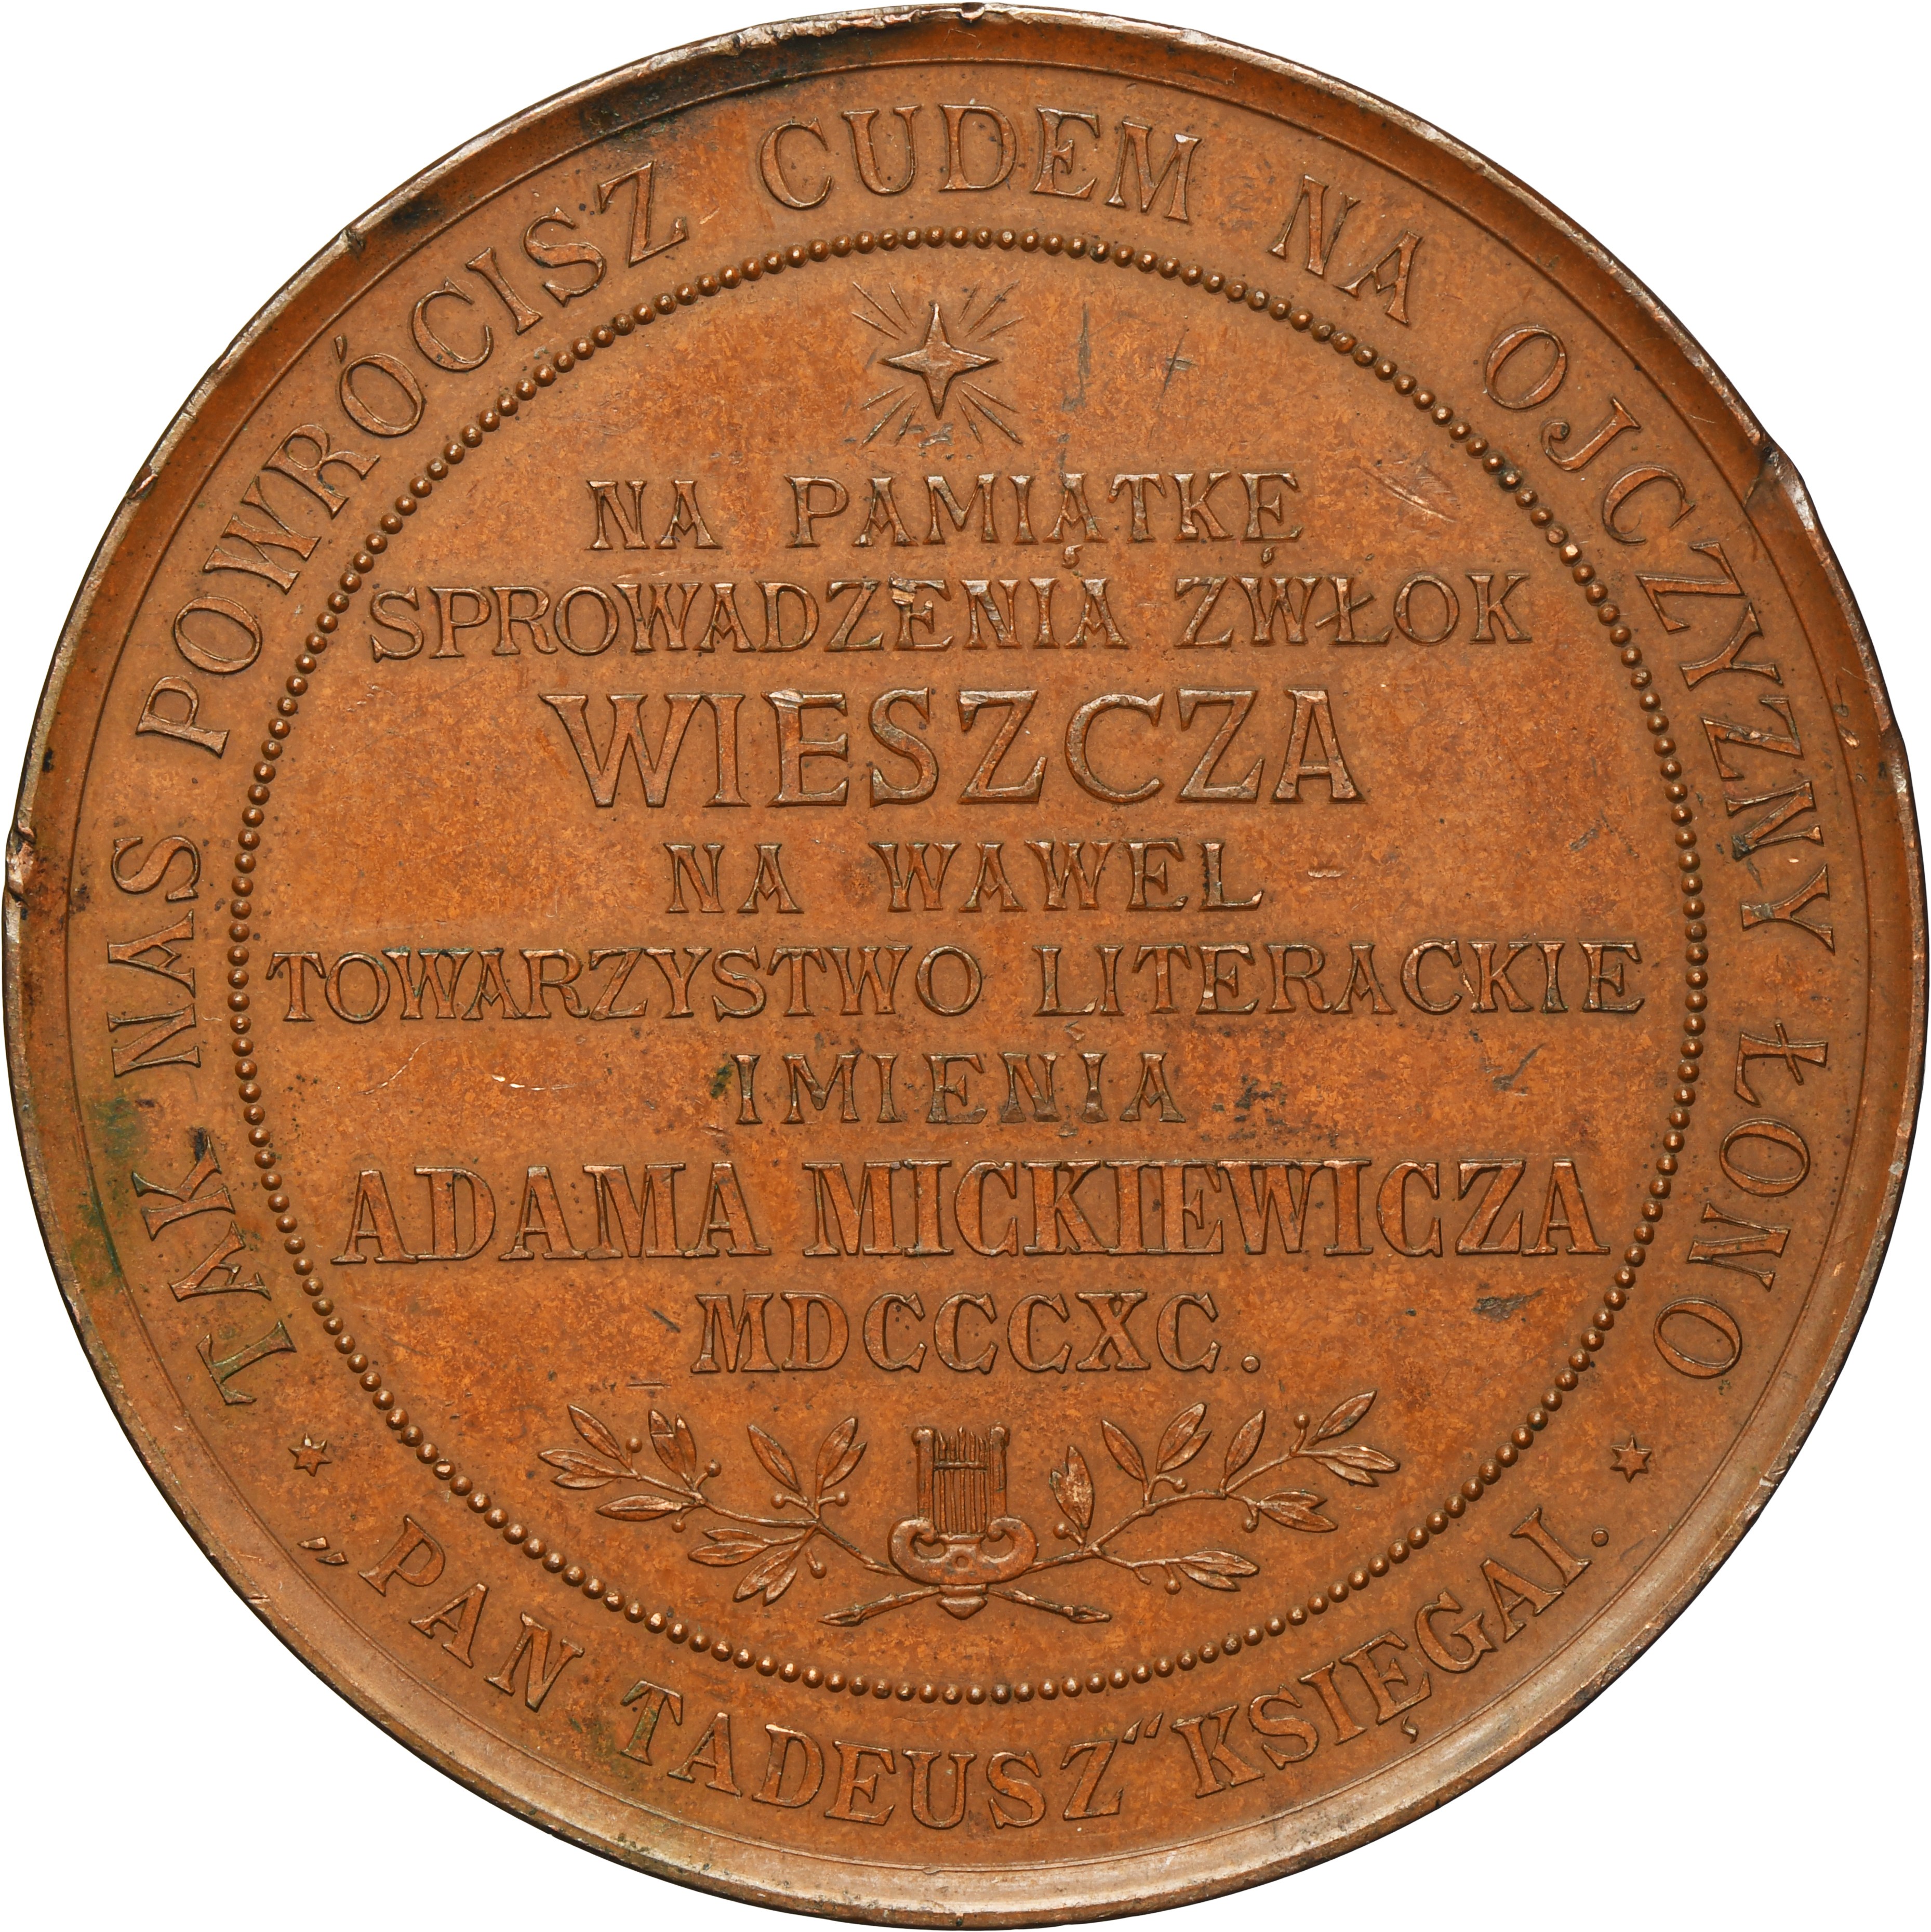 TAK NAS POWRÓCISZ CUDEM NA OJCZYZNY ŁONO
NA PAMIĄTKĘ
SPROWADZENIA ZWŁOK
WIESZCZA
NA WAWEL
TOWARZYSTWO LITERACKIE
IMIENIA
ADAMA MICKIEWICZA
MDCCCXC.
„PAN TADEUSZ“ KSIĘGA I.